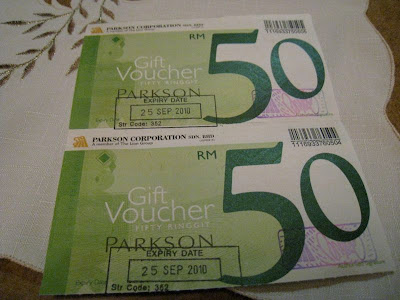 PARKSON CORPORATION SDN. BHD
RM 50
1116933760503
Gift
Voucher
FIFTY RINGGIT
PARKSON
EXPIRY DATE
25 SEP 2010
Str Code: 352
PARKSON CORPORATION SDN. BHD
A member of The Lion Group
RM 50
1116933760504
Gift
Voucher
FIFTY RINGGIT
PARKSON
EXPIRY DATE
25 SEP 2010
Str Code: 352